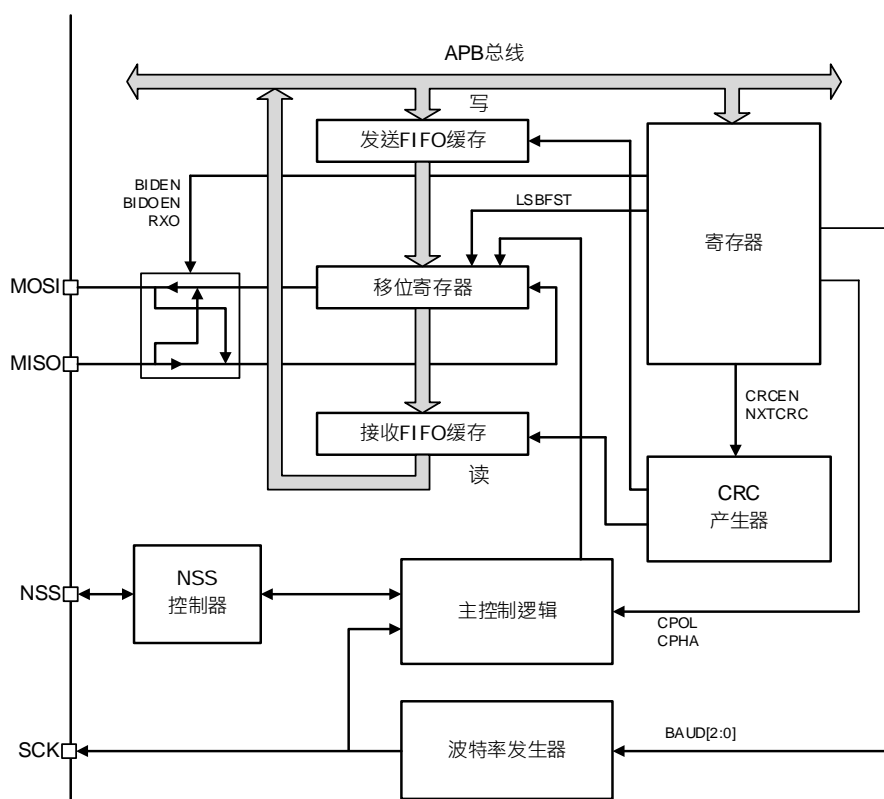 APB总线
写
发送FIFO缓存
BIDEN
BIDOEN
RXO
LSBFST
寄存器
MOSI
移位寄存器
MISO
CRCEN
NXTCRC
接收FIFO缓存
读
CRC
产生器
NSS
NSS
控制器
主控制逻辑
CPOL
CPHA
SCK
波特率发生器
BAUD[2:0]